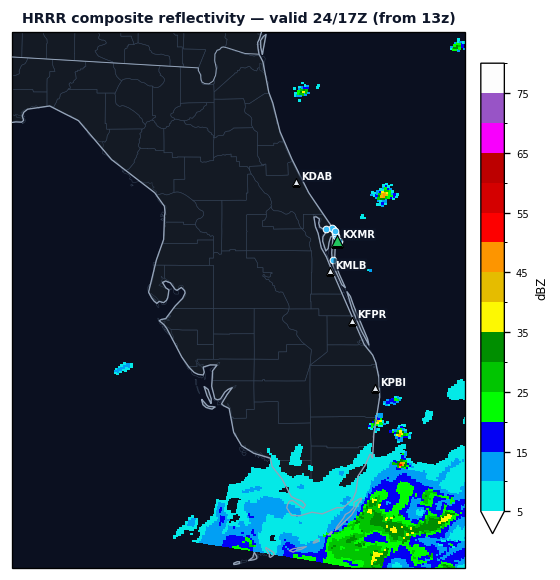 HRRR composite reflectivity — valid 24/17Z (from 13z)
KDAB
KXMR
KMLB
KFPR
KPBI
75
65
55
45
35
25
15
5
dBZ